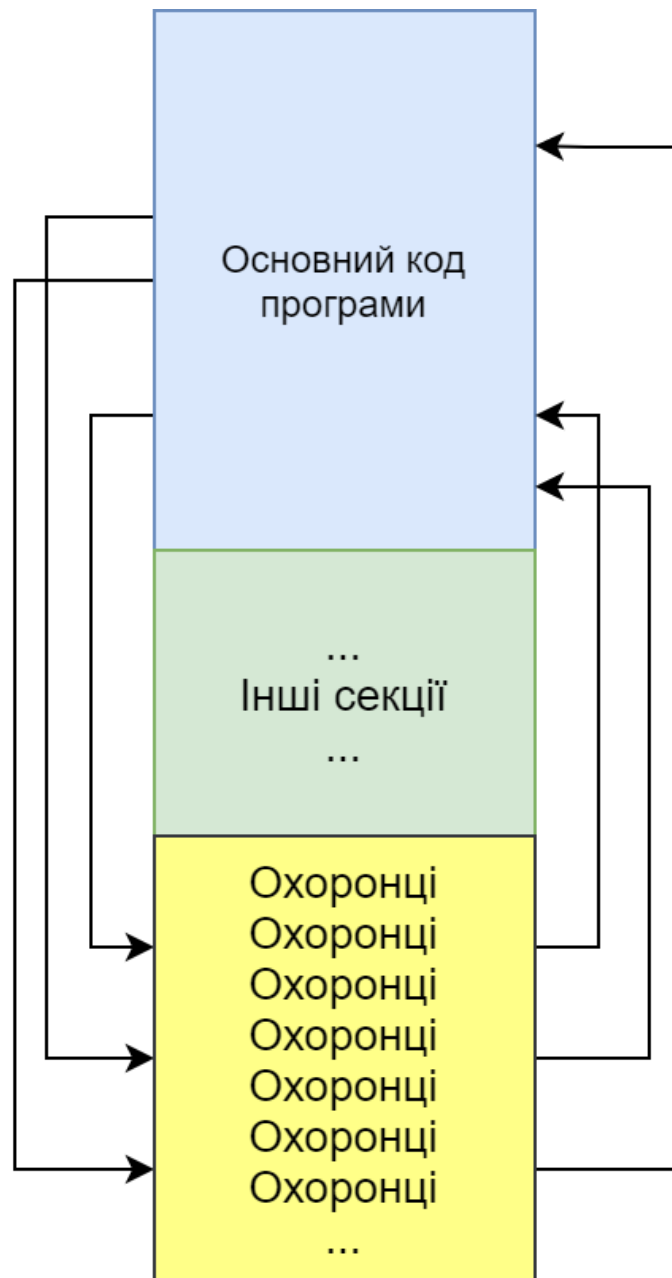 Основний код
програми
...
Інші секції
...
Охоронці
Охоронці
Охоронці
Охоронці
Охоронці
Охоронці
Охоронці
...